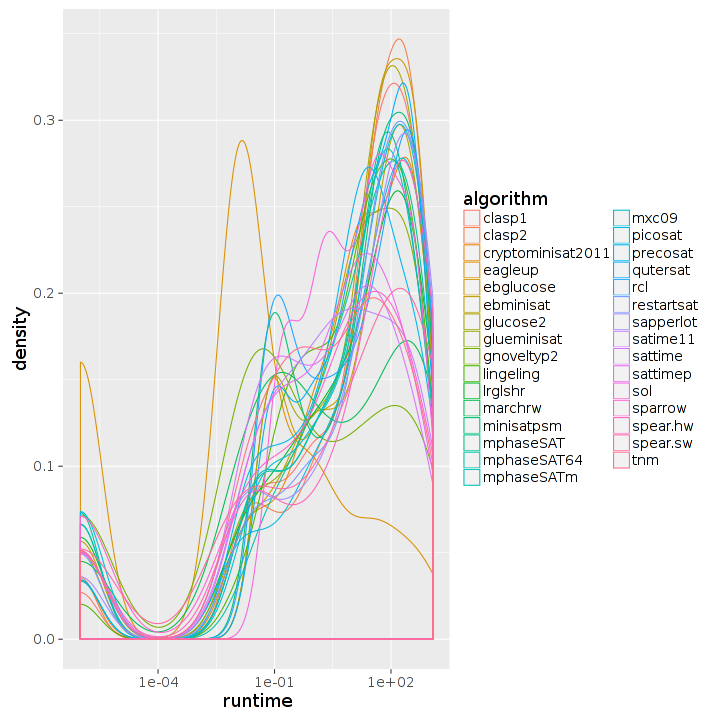 0.3
0.2
0.1
0.0
density
1e-04
1e-01
1e+02
runtime
algorithm
clasp1
clasp2
cryptominisat2011
eagleup
ebglucose
ebminisat
glucose2
glueminisat
gnoveltyp2
lingeling
lrglshr
marchrw
minisatpsm
mphaseSAT
mphaseSAT64
mphaseSATm
mxc09
picosat
precosat
qutersat
rcl
restartsat
sapperlot
satime11
sattime
sattimep
sol
sparrow
spear.hw
spear.sw
tnm